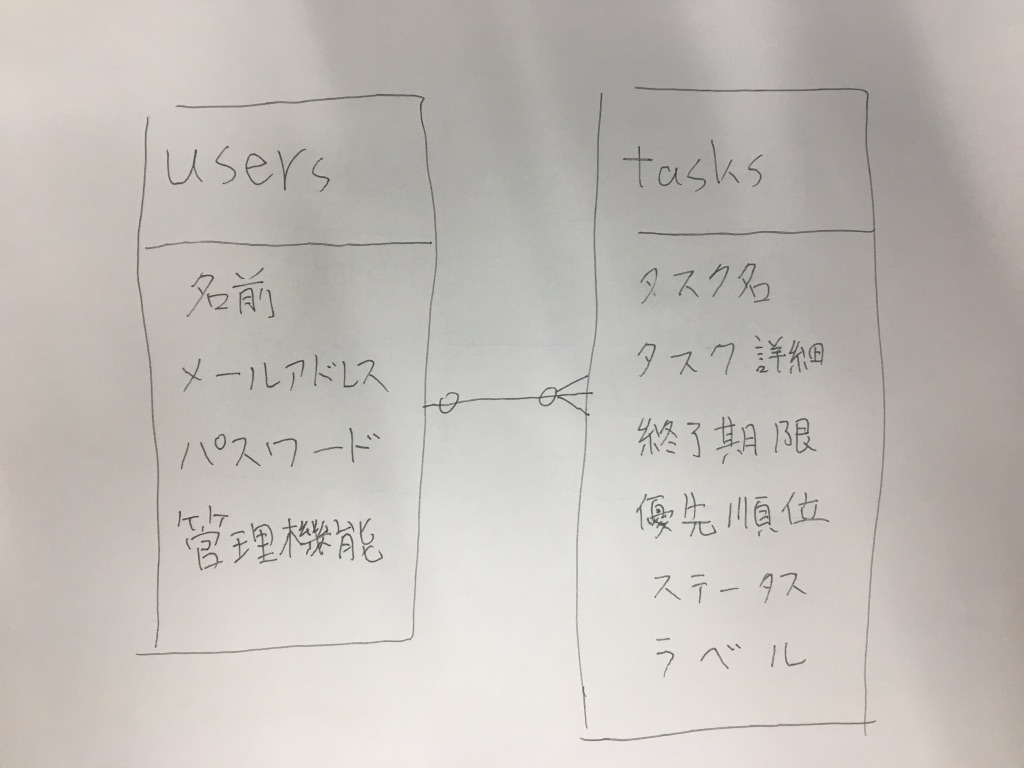 users
名前
メールアドレス
パスワード
管理機能
tasks
タスク名
タスク詳細
終了期限
優先順位
ステータス
ラベル